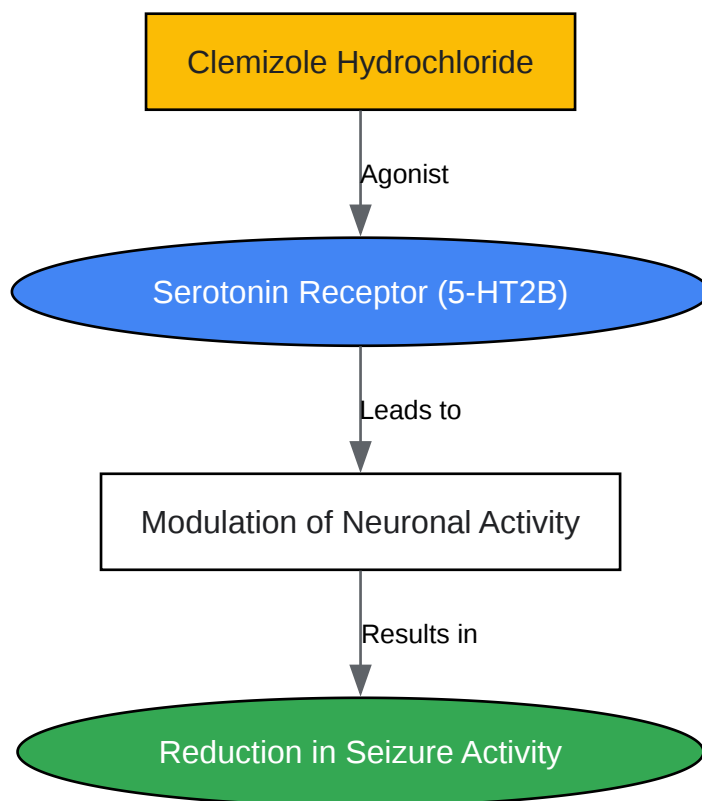 Clemizole Hydrochloride
Agonist
Serotonin Receptor (5-HT2B)
Leads to
Modulation of Neuronal Activity
Results in
Reduction in Seizure Activity